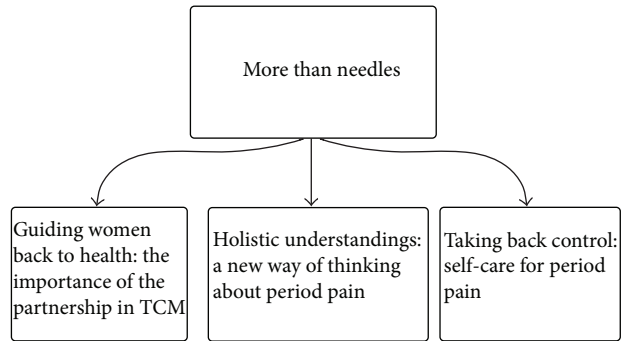 More than needles
Guiding women
back to health: the
importance of the
partnership in TCM
Holistic understandings:
a new way of thinking
about period pain
Taking back control:
self-care for period
pain